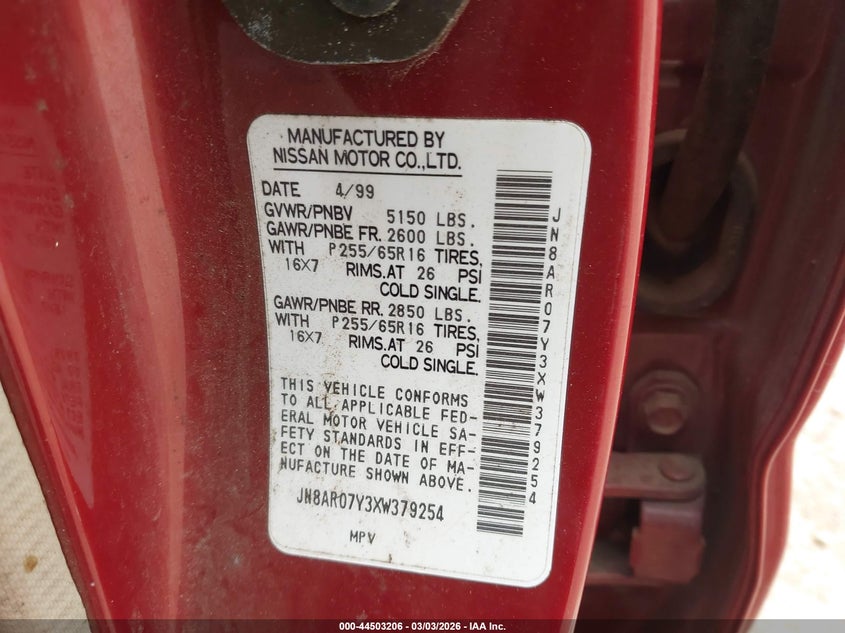 MANUFACTURED BY
NISSAN MOTOR CO.,LTD.
DATE 4/99
GVWR/PNBV 5150 LBS.
GAWR/PNBE FR. 2600 LBS.
WITH P255/65R16 TIRES,
16X7 RIMS.AT 26 PSI
COLD SINGLE.
GAWR/PNBE RR. 2850 LBS.
WITH P255/65R16 TIRES,
16X7 RIMS.AT 26 PSI
COLD SINGLE.
THIS VEHICLE CONFORMS
TO ALL APPLICABLE FED-
ERAL MOTOR VEHICLE SA-
FETY STANDARDS IN EFF-
ECT ON THE DATE OF MA-
NUFACTURE SHOWN ABOVE.
JN8AR07Y3XW379254
MPV
JN8AR07Y3XW379254
000-44503206 - 03/03/2026 - IAA Inc.